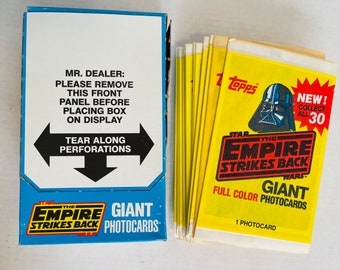 MR. DEALER:
PLEASE REMOVE
THIS FRONT
PANEL BEFORE
PLACING BOX
ON DISPLAY
TEAR ALONG
PERFORATIONS
THE
EMPIRE
STRIKES BACK
GIANT
PHOTOCARDS
Topps
NEW!
COLLECT
ALL 30
STAR
THE
EMPIRE
STRIKES BACK
WARS
FULL COLOR
GIANT
PHOTOCARDS
1 PHOTOCARD